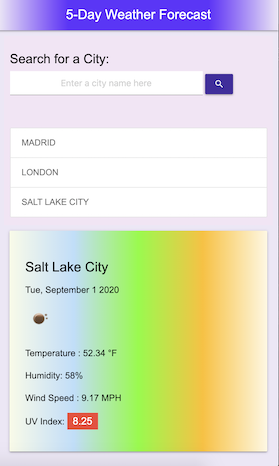 5-Day Weather Forecast
Search for a City:
Enter a city name here
MADRID
LONDON
SALT LAKE CITY
Salt Lake City
Tue, September 1 2020
Temperature : 52.34 °F
Humidity: 58%
Wind Speed : 9.17 MPH
UV Index: 8.25